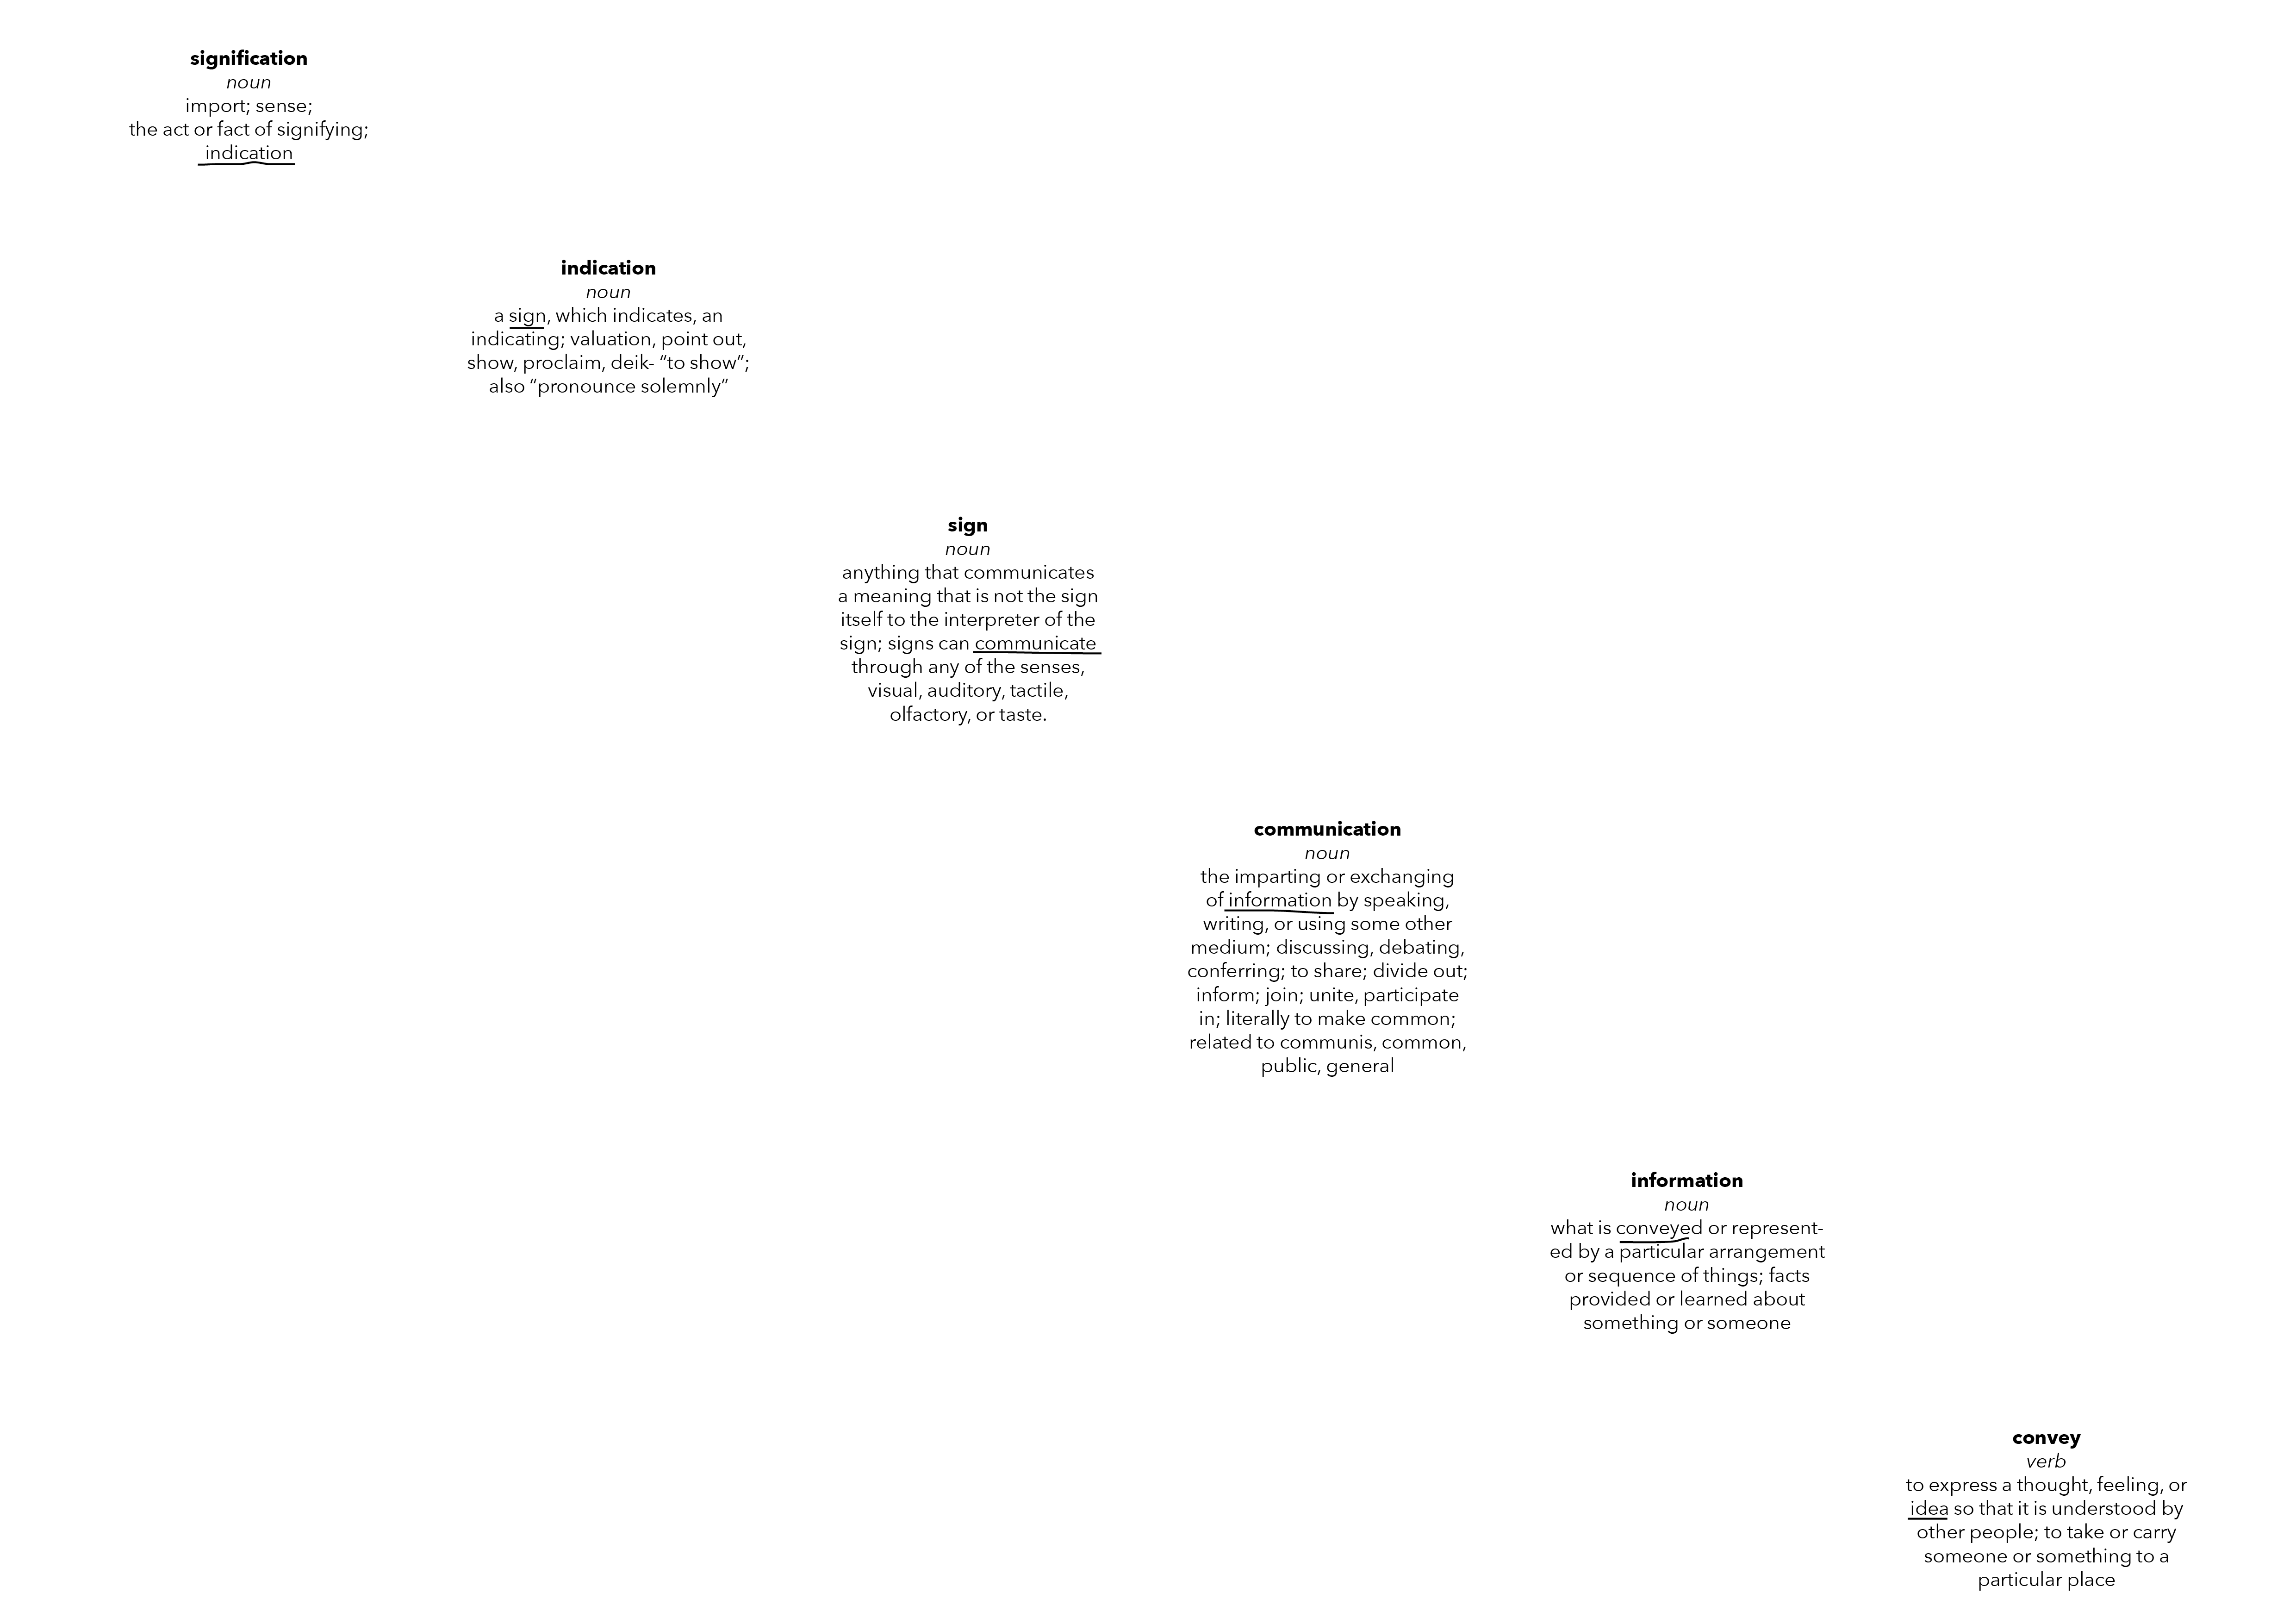 signification
noun
import; sense;
the act or fact of signifying;
indication
indication
noun
a sign, which indicates, an
indicating; valuation, point out,
show, proclaim, deik- “to show”;
also “pronounce solemnly”
sign
noun
anything that communicates
a meaning that is not the sign
itself to the interpreter of the
sign; signs can communicate
through any of the senses,
visual, auditory, tactile,
olfactory, or taste.
communication
noun
the imparting or exchanging
of information by speaking,
writing, or using some other
medium; discussing, debating,
conferring; to share; divide out;
inform; join; unite, participate
in; literally to make common;
related to communis, common,
public, general
information
noun
what is conveyed or represent-
ed by a particular arrangement
or sequence of things; facts
provided or learned about
something or someone
convey
verb
to express a thought, feeling, or
idea so that it is understood by
other people; to take or carry
someone or something to a
particular place